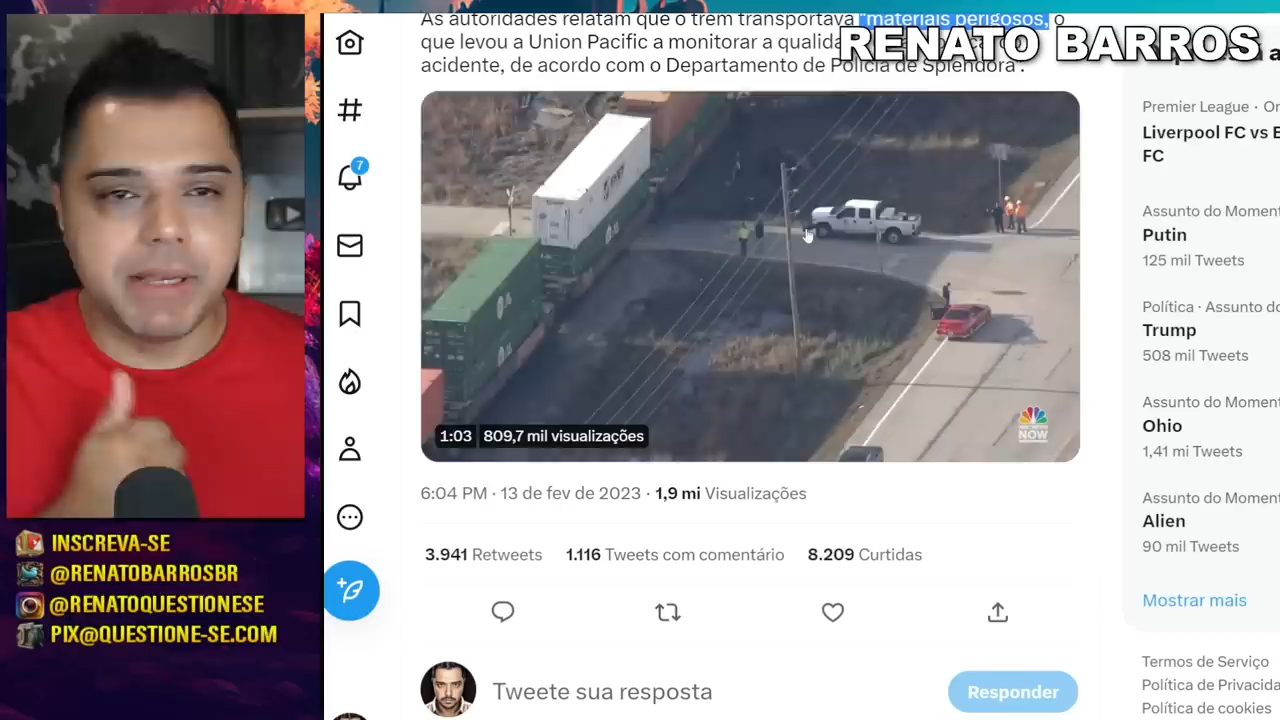 As autoridades relatam que o trem transportava "materiais perigosos, o
que levou a Union Pacific a monitorar a
acidente, de acordo com o Departamento de Polícia de Splendora".
RENATO BARROS
1:03 809,7 mil visualizações
NOW
6:04 PM · 13 de fev de 2023 · 1,9 mi Visualizações
3.941 Retweets 1.116 Tweets com comentário 8.209 Curtidas
Tweete sua resposta
Responder
7
Premier League ·
Liverpool FC vs E
FC
Assunto do Moment
Putin
125 mil Tweets
Política · Assunto do
Trump
508 mil Tweets
Assunto do Moment
Ohio
1,41 mi Tweets
Assunto do Moment
Alien
90 mil Tweets
Mostrar mais
Termos de Serviço
Política de Privacida
Política de cookies
INSCREVA-SE
@RENATOBARROSBR
@RENATOQUESTIONESE
PIX@QUESTIONE-SE.COM